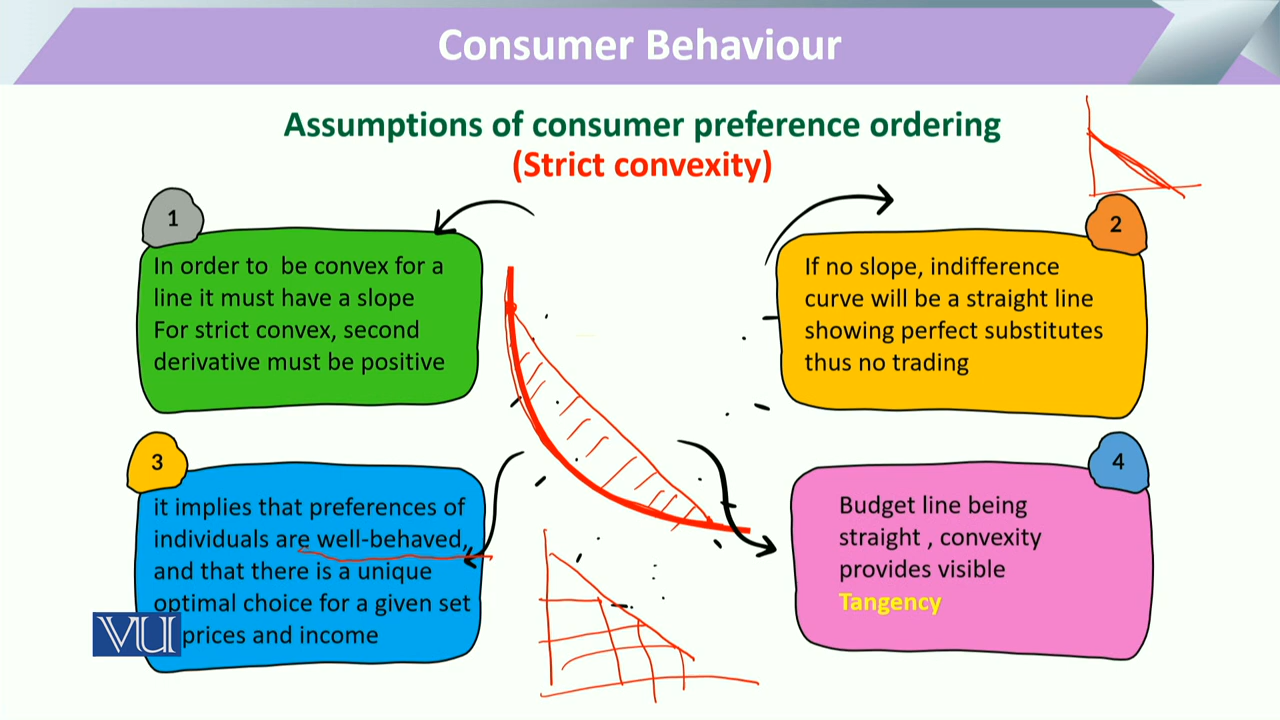 Consumer Behaviour
Assumptions of consumer preference ordering
(Strict convexity)
1
In order to be convex for a
line it must have a slope
For strict convex, second
derivative must be positive
2
If no slope, indifference
curve will be a straight line
showing perfect substitutes
thus no trading
3
it implies that preferences of
individuals are well-behaved,
and that there is a unique
optimal choice for a given set
prices and income
VU
4
Budget line being
straight , convexity
provides visible
Tangency